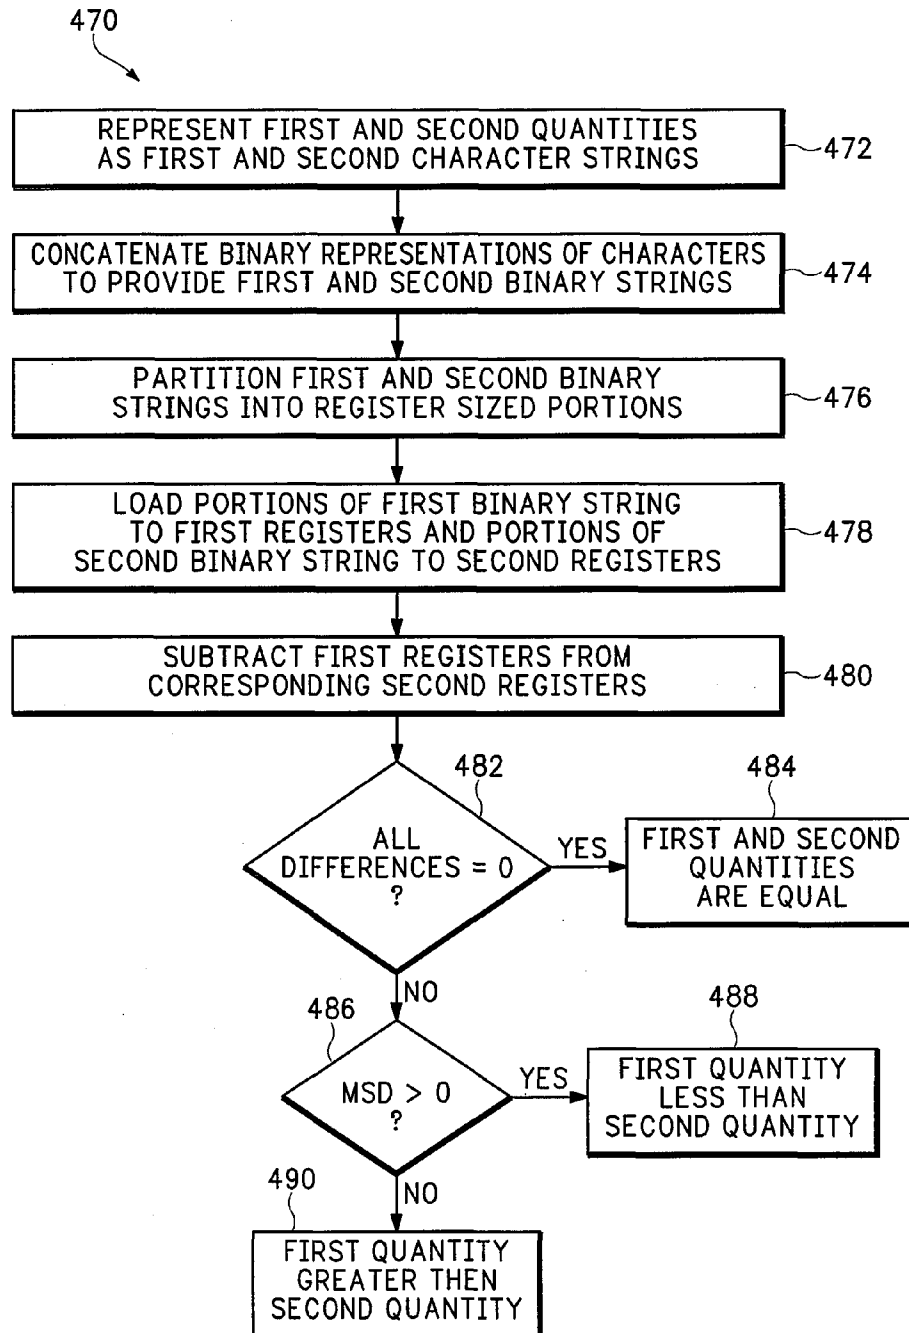 470
REPRESENT FIRST AND SECOND QUANTITIES
AS FIRST AND SECOND CHARACTER STRINGS
472
CONCATENATE BINARY REPRESENTATIONS OF CHARACTERS
TO PROVIDE FIRST AND SECOND BINARY STRINGS
474
PARTITION FIRST AND SECOND BINARY
STRINGS INTO REGISTER SIZED PORTIONS
476
LOAD PORTIONS OF FIRST BINARY STRING
TO FIRST REGISTERS AND PORTIONS OF
SECOND BINARY STRING TO SECOND REGISTERS
478
SUBTRACT FIRST REGISTERS FROM
CORRESPONDING SECOND REGISTERS
480
482
ALL
DIFFERENCES = 0
?
YES
484
FIRST AND SECOND
QUANTITIES
ARE EQUAL
NO
486
MSD > 0
?
YES
488
FIRST QUANTITY
LESS THAN
SECOND QUANTITY
NO
490
FIRST QUANTITY
GREATER THEN
SECOND QUANTITY